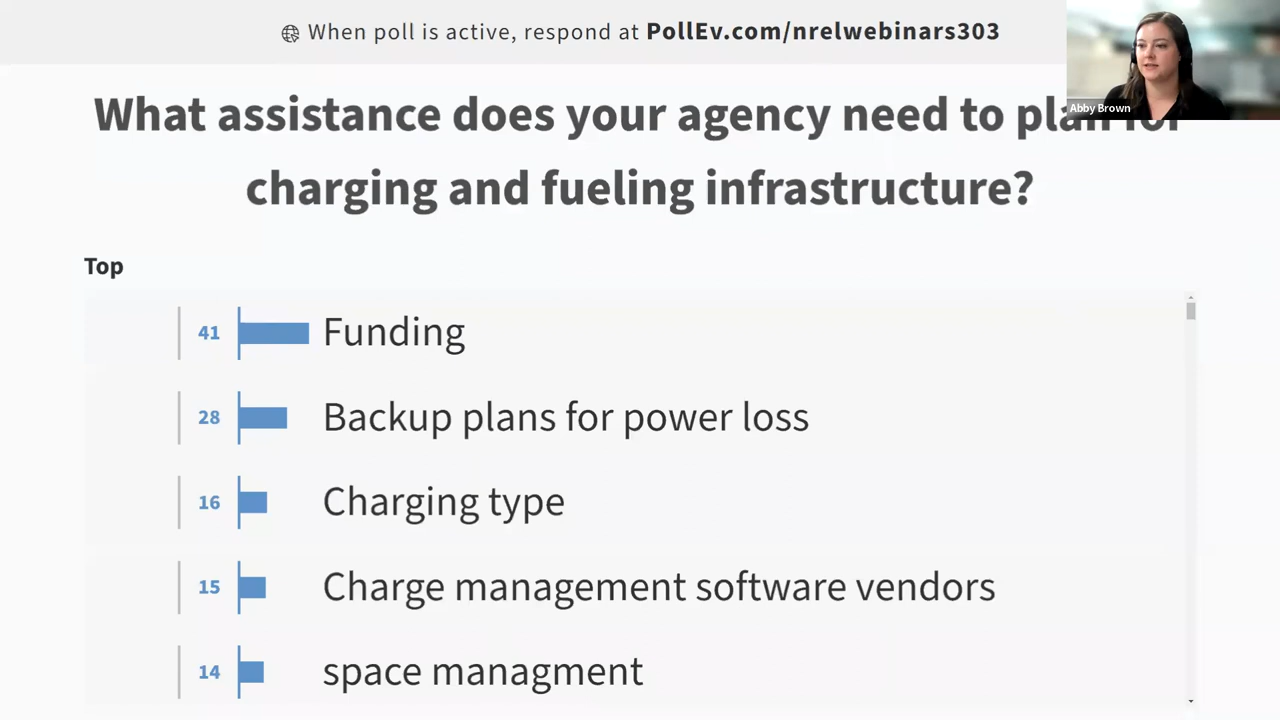 When poll is active, respond at PollEv.com/nrelwebinars303
Abby Brown
What assistance does your agency need to plan for
charging and fueling infrastructure?
Top
41 Funding
28 Backup plans for power loss
16 Charging type
15 Charge management software vendors
14 space managment